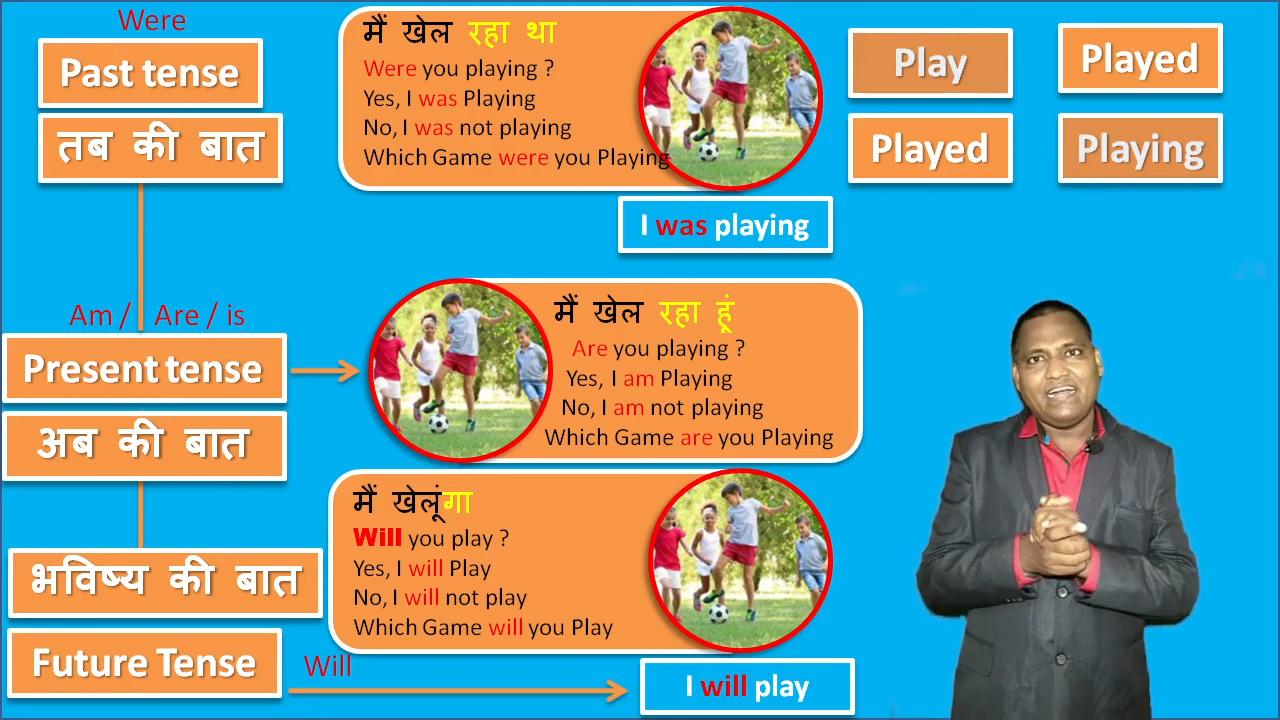 Were
Past tense
तब की बात
मैं खेल रहा था
Were you playing ?
Yes, I was Playing
No, I was not playing
Which Game were you Playing
I was playing
Play
Played
Played
Playing
Am / Are / is
Present tense
अब की बात
मैं खेल रहा हूं
Are you playing ?
Yes, I am Playing
No, I am not playing
Which Game are you Playing
भविष्य की बात
Future Tense
मैं खेलूंगा
Will you play ?
Yes, I will Play
No, I will not play
Which Game will you Play
Will
I will play